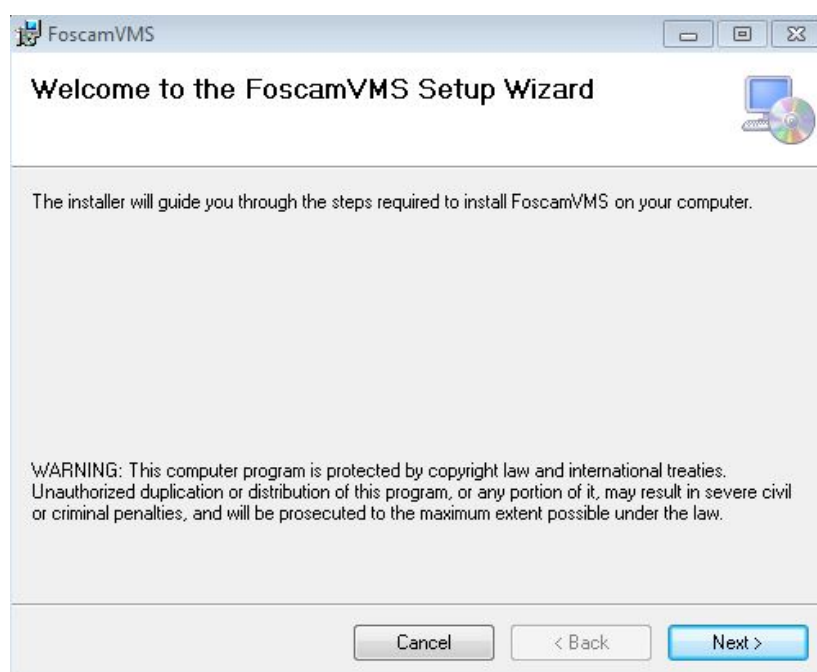 FoscamVMS
Welcome to the FoscamVMS Setup Wizard
The installer will guide you through the steps required to install FoscamVMS on your computer.
WARNING: This computer program is protected by copyright law and international treaties.
Unauthorized duplication or distribution of this program, or any portion of it, may result in severe civil
or criminal penalties, and will be prosecuted to the maximum extent possible under the law.
Cancel
< Back
Next >